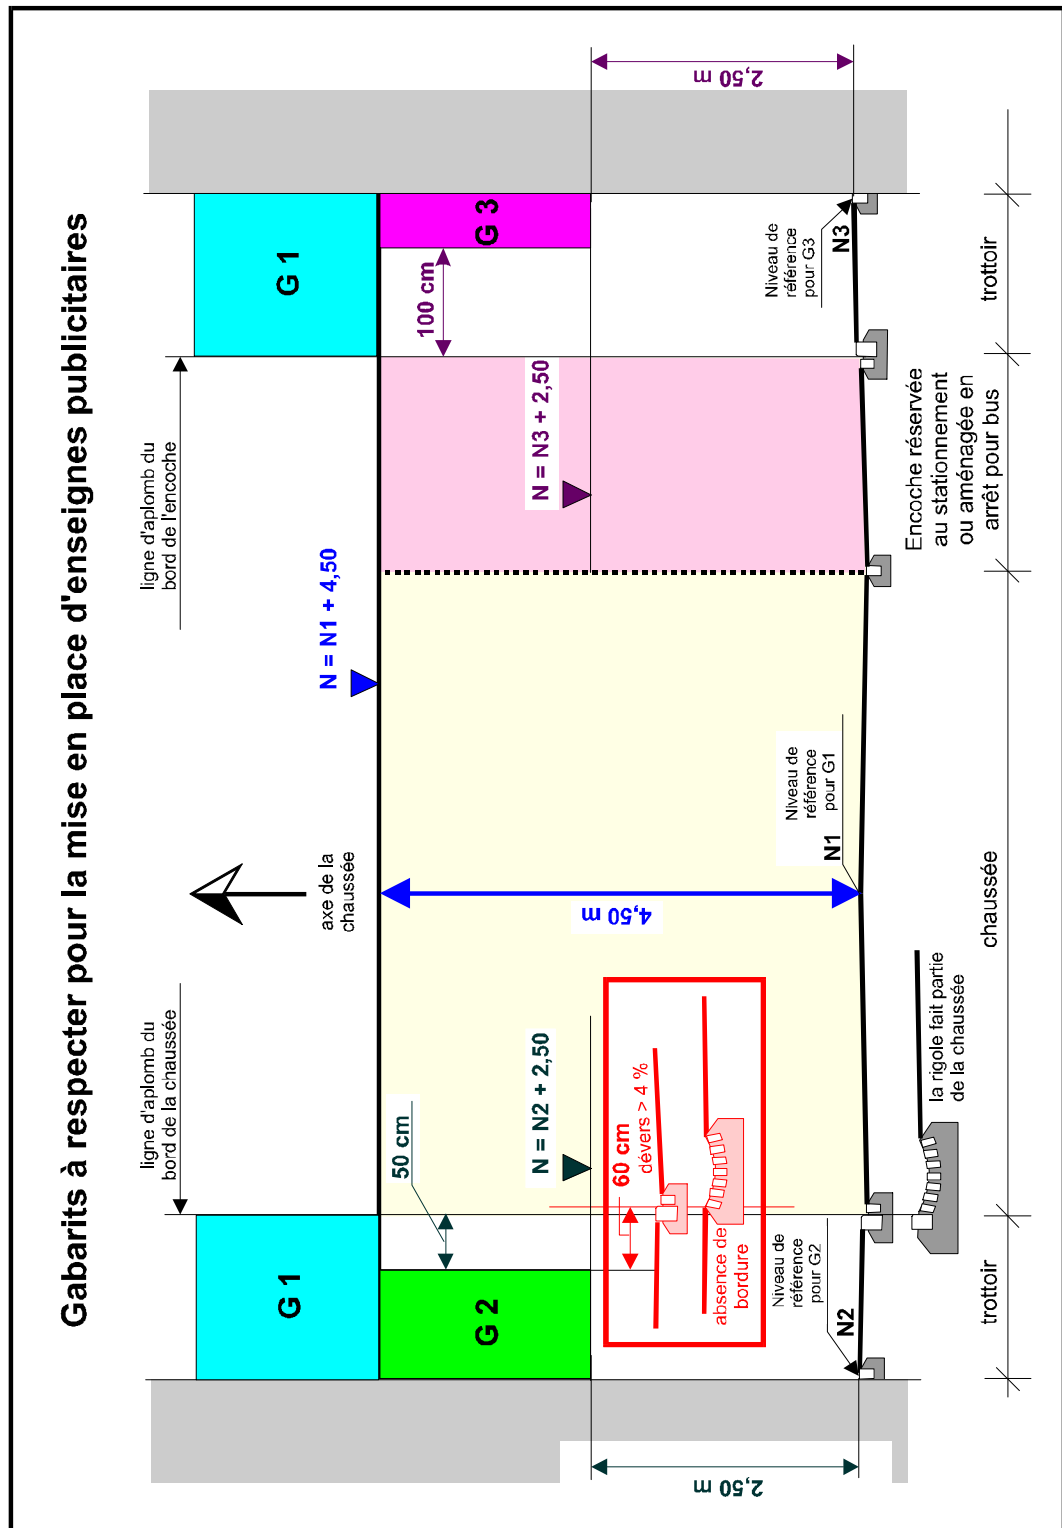 Gabarits à respecter pour la mise en place d'enseignes publicitaires
ligne d'aplomb du
bord de la chaussée
axe de la
chaussée
ligne d'aplomb du
bord de l'encoche
N = N1 + 4,50
G 1
G 1
G 2
G 3
50 cm
100 cm
N = N2 + 2,50
N = N3 + 2,50
4,50 m
60 cm
dévers > 4 %
absence de
bordure
2,50 m
2,50 m
Niveau de
référence
pour G2
N2
Niveau de
référence
pour G1
N1
Niveau de
référence
pour G3
N3
la rigole fait partie
de la chaussée
Encoche réservée
au stationnement
ou aménagée en
arrêt pour bus
trottoir
chaussée
trottoir